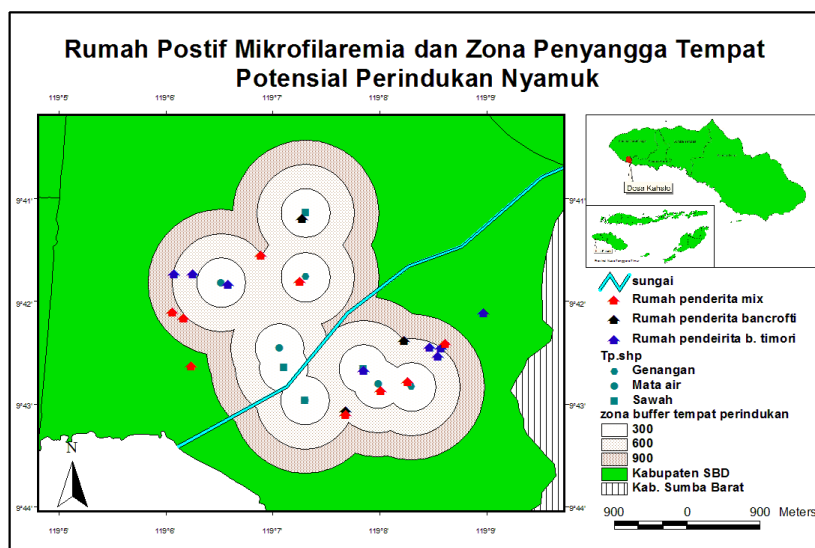 Rumah Postif Mikrofilaremia dan Zona Penyangga Tempat
Potensial Perindukan Nyamuk
119°5' 119°6' 119°7' 119°8' 119°9'
9°41' 9°41'
9°42' 9°42'
9°43' 9°43'
9°44' 9°44'
119°5' 119°6' 119°7' 119°8' 119°9'
N
sungai
Rumah penderita mix
Rumah penderita bancrofti
Rumah pendeirita b. timori
Tp.shp
Genangan
Mata air
Sawah
zona buffer tempat perindukan
300
600
900
Kabupaten SBD
Kab. Sumba Barat
900 0 900 Meters